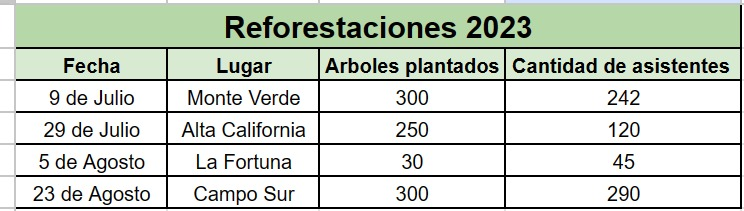 Reforestaciones 2023
Fecha Lugar Arboles plantados Cantidad de asistentes
9 de Julio Monte Verde 300 242
29 de Julio Alta California 250 120
5 de Agosto La Fortuna 30 45
23 de Agosto Campo Sur 300 290